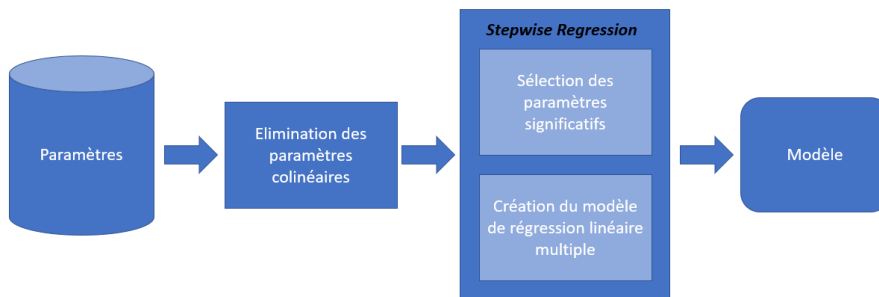 Paramètres
Elimination des
paramètres
colinéaires
Stepwise Regression
Sélection des
paramètres
significatifs
Création du modèle
de régression linéaire
multiple
Modèle